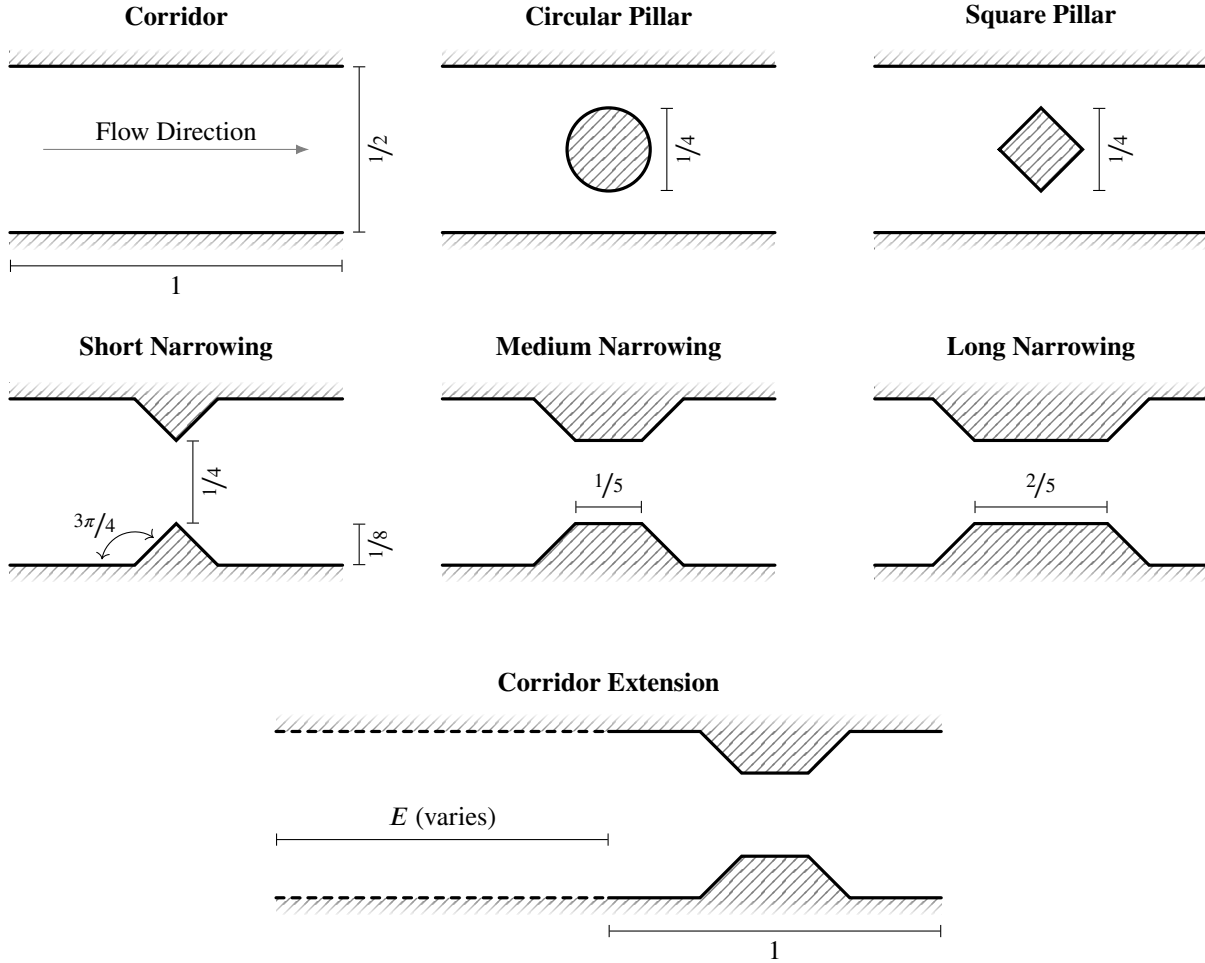 Corridor
Circular Pillar
Square Pillar
Flow Direction
1/2
1/4
1/4
1
Short Narrowing
Medium Narrowing
Long Narrowing
1/4
3π/4
1/8
1/5
2/5
Corridor Extension
E (varies)
1